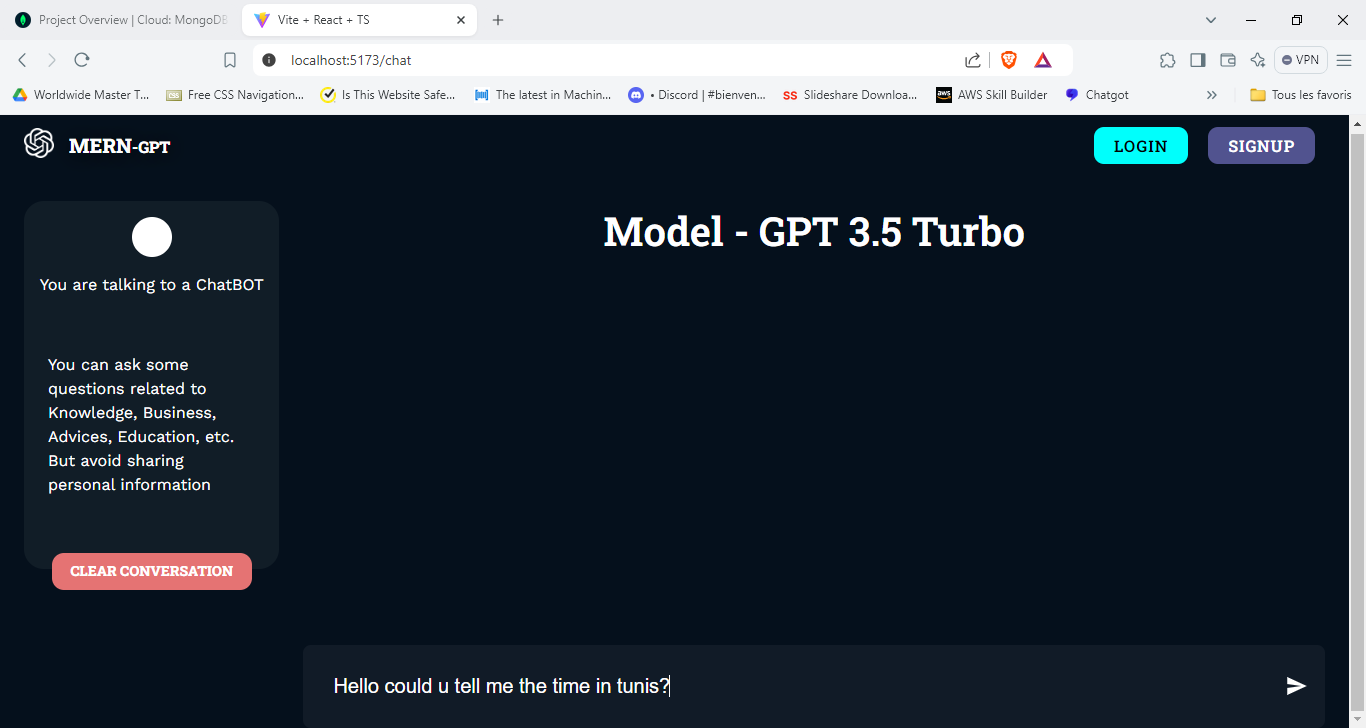 Project Overview | Cloud: MongoDB
Vite + React + TS
localhost:5173/chat
VPN
Worldwide Master T...
Free CSS Navigation...
Is This Website Safe...
The latest in Machin...
• Discord | #bienven...
SS Slideshare Downloa...
aws AWS Skill Builder
Chatgot
Tous les favoris
MERN-GPT
LOGIN
SIGNUP
Model - GPT 3.5 Turbo
You are talking to a ChatBOT
You can ask some
questions related to
Knowledge, Business,
Advices, Education, etc.
But avoid sharing
personal information
CLEAR CONVERSATION
Hello could u tell me the time in tunis?